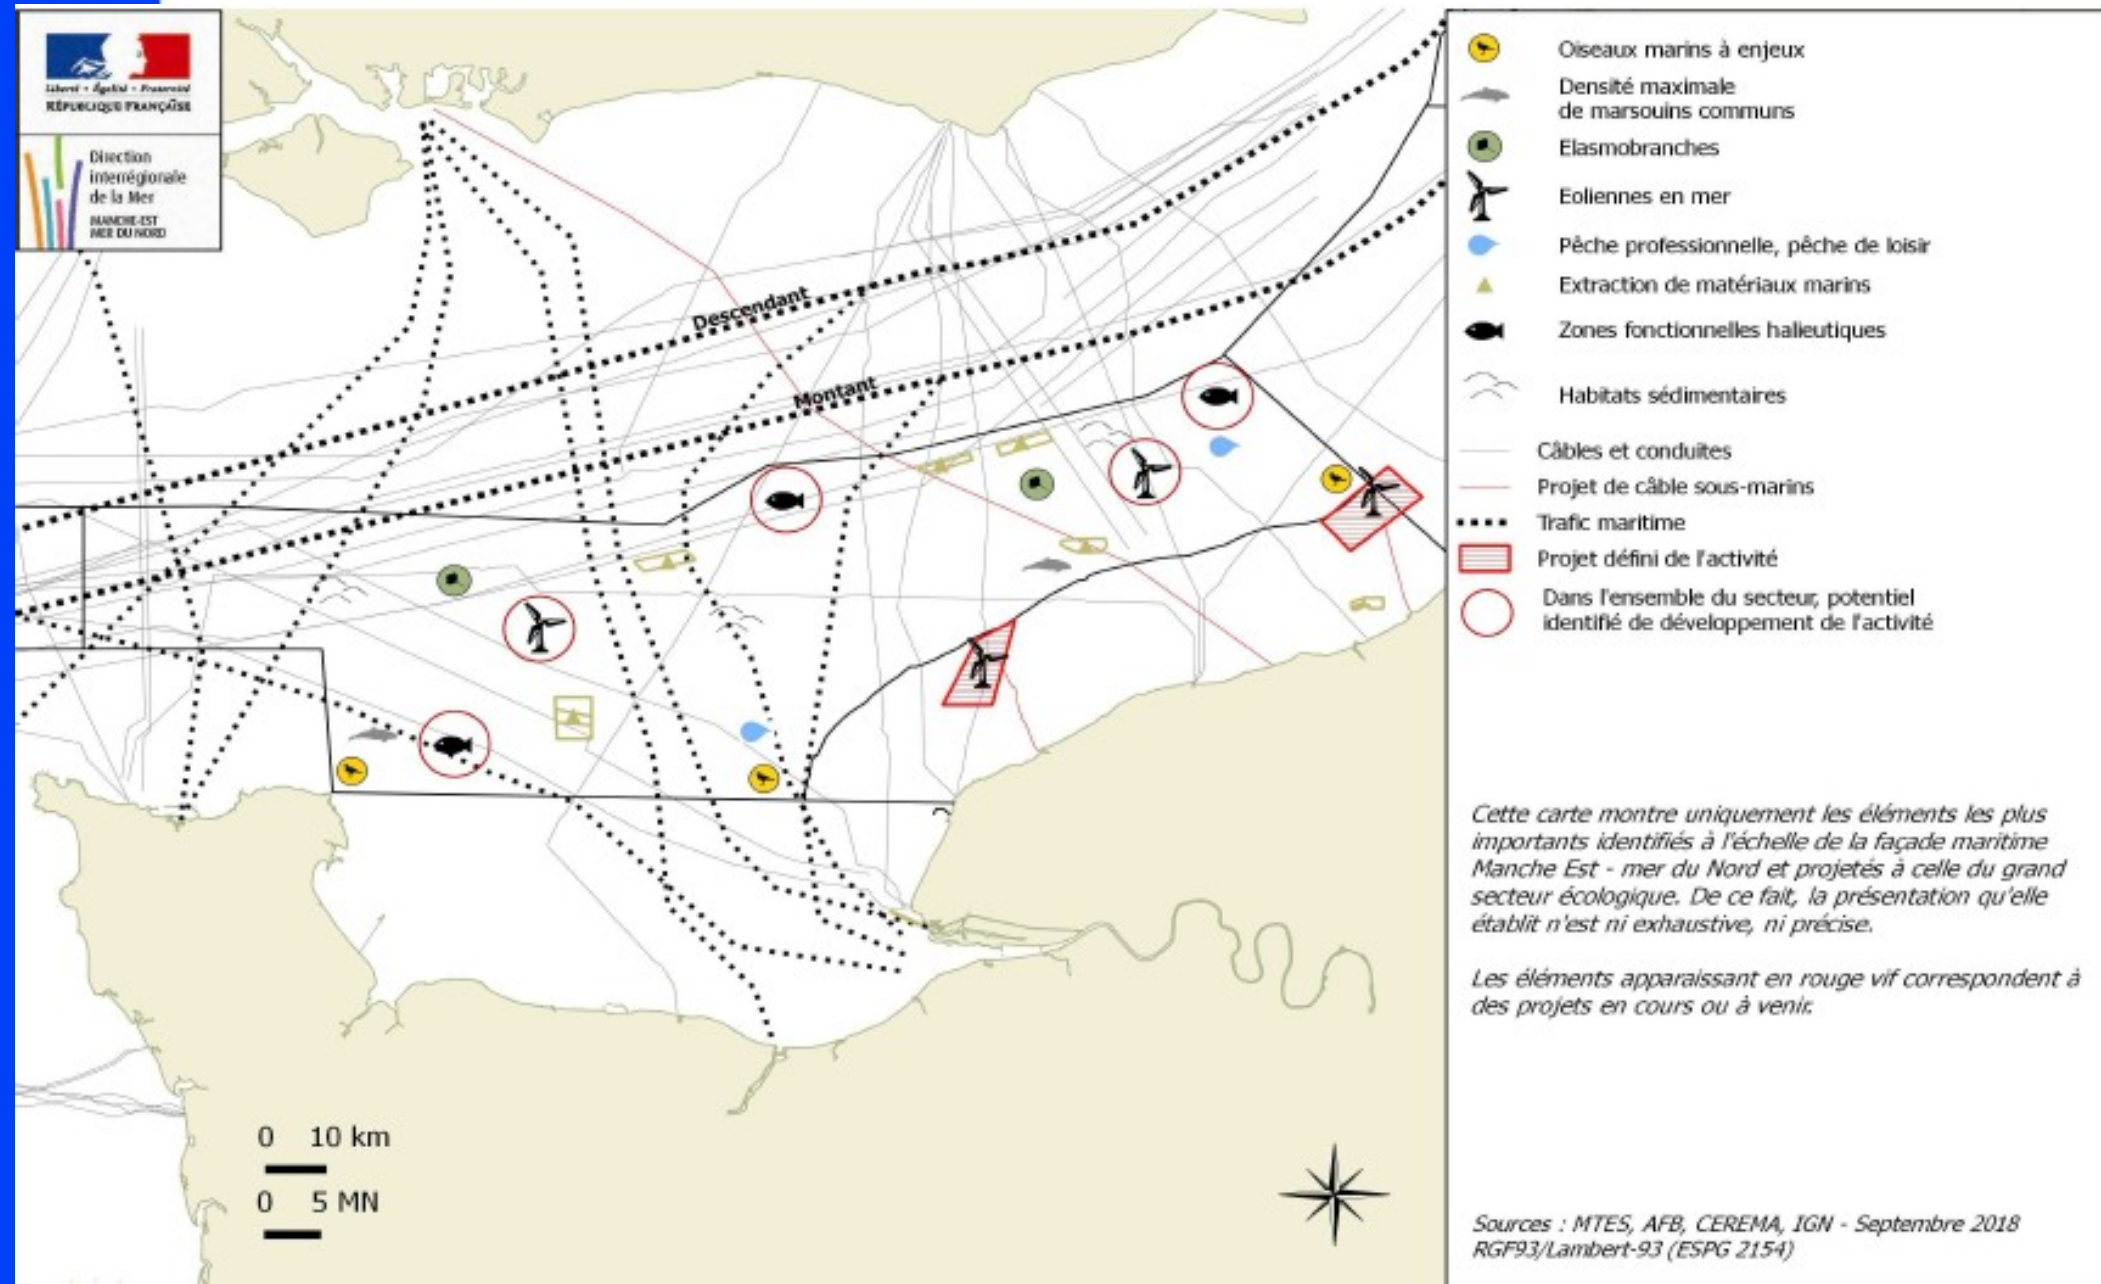 Liberté • Égalité • Fraternité
RÉPUBLIQUE FRANÇAISE
Direction
interrégionale
de la Mer
MANCHE-EST
MER DU NORD
Descendant
Montant
0 10 km
0 5 MN
Oiseaux marins à enjeux
Densité maximale
de marsouins communs
Elasmobranches
Eoliennes en mer
Pêche professionnelle, pêche de loisir
Extraction de matériaux marins
Zones fonctionnelles halieutiques
Habitats sédimentaires
Câbles et conduites
Projet de câble sous-marins
Trafic maritime
Projet défini de l'activité
Dans l'ensemble du secteur, potentiel
identifié de développement de l'activité
Cette carte montre uniquement les éléments les plus
importants identifiés à l'échelle de la façade maritime
Manche Est - mer du Nord et projetés à celle du grand
secteur écologique. De ce fait, la présentation qu'elle
établit n'est ni exhaustive, ni précise.
Les éléments apparaissant en rouge vif correspondent à
des projets en cours ou à venir.
Sources : MTES, AFB, CEREMA, IGN - Septembre 2018
RGF93/Lambert-93 (ESPG 2154)